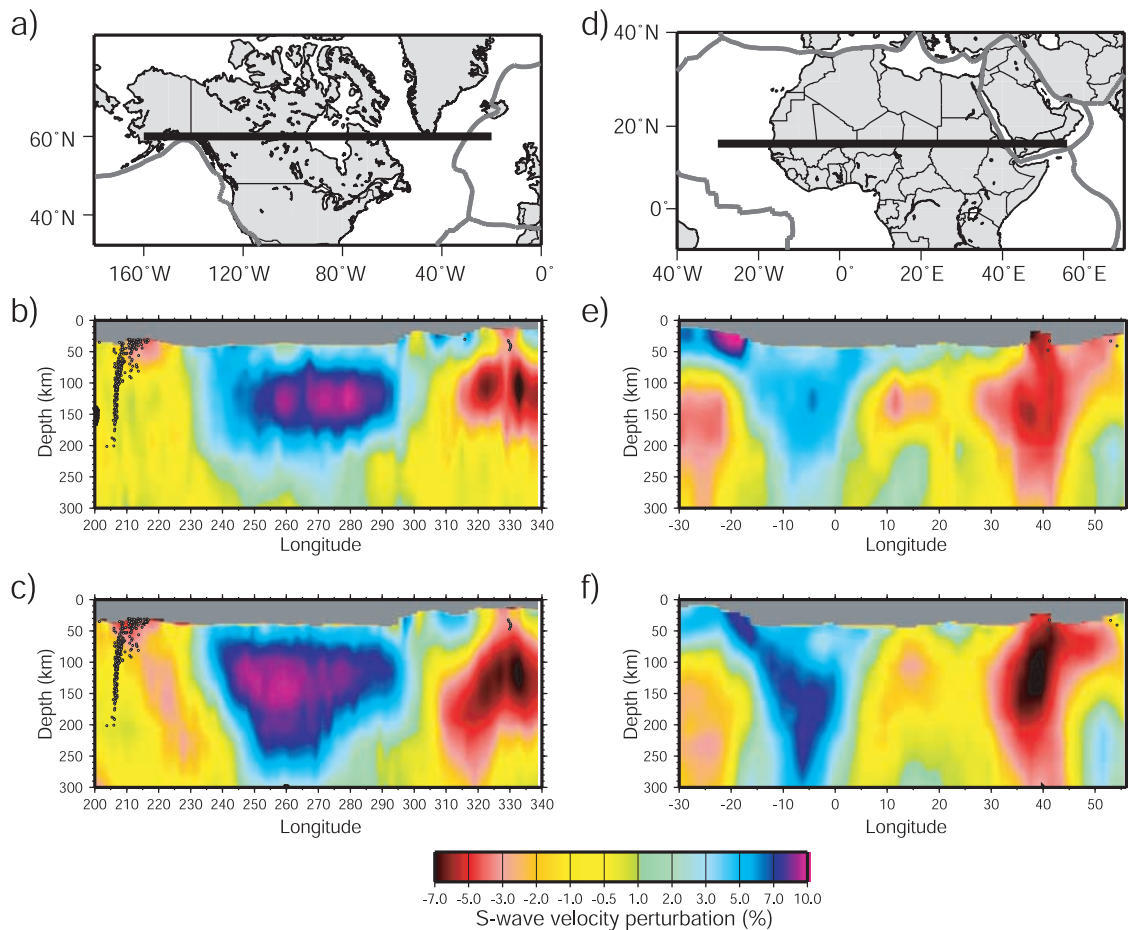 a)
60˚N
40˚N
160˚W 120˚W 80˚W 40˚W 0˚
d)
40˚N
20˚N
0˚
40˚W 20˚W 0˚ 20˚E 40˚E 60˚E
b)
0
50
100
150
200
250
300
Depth (km)
200 210 220 230 240 250 260 270 280 290 300 310 320 330 340
Longitude
e)
0
50
100
150
200
250
300
Depth (km)
-30 -20 -10 0 10 20 30 40 50
Longitude
c)
0
50
100
150
200
250
300
Depth (km)
200 210 220 230 240 250 260 270 280 290 300 310 320 330 340
Longitude
f)
0
50
100
150
200
250
300
Depth (km)
-30 -20 -10 0 10 20 30 40 50
Longitude
-7.0 -5.0 -3.0 -2.0 -1.0 -0.5 1.0 2.0 3.0 5.0 7.0 10.0
S-wave velocity perturbation (%)